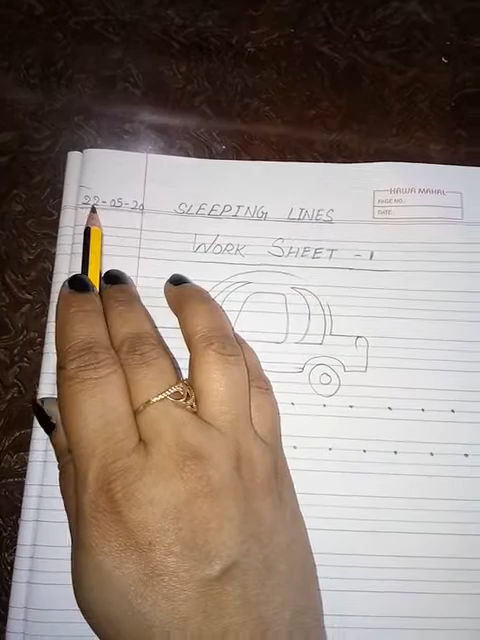 HAWA MAHAL
PAGE NO.
DATE:
22-05-20
SLEEPING LINES
WORK SHEET -1